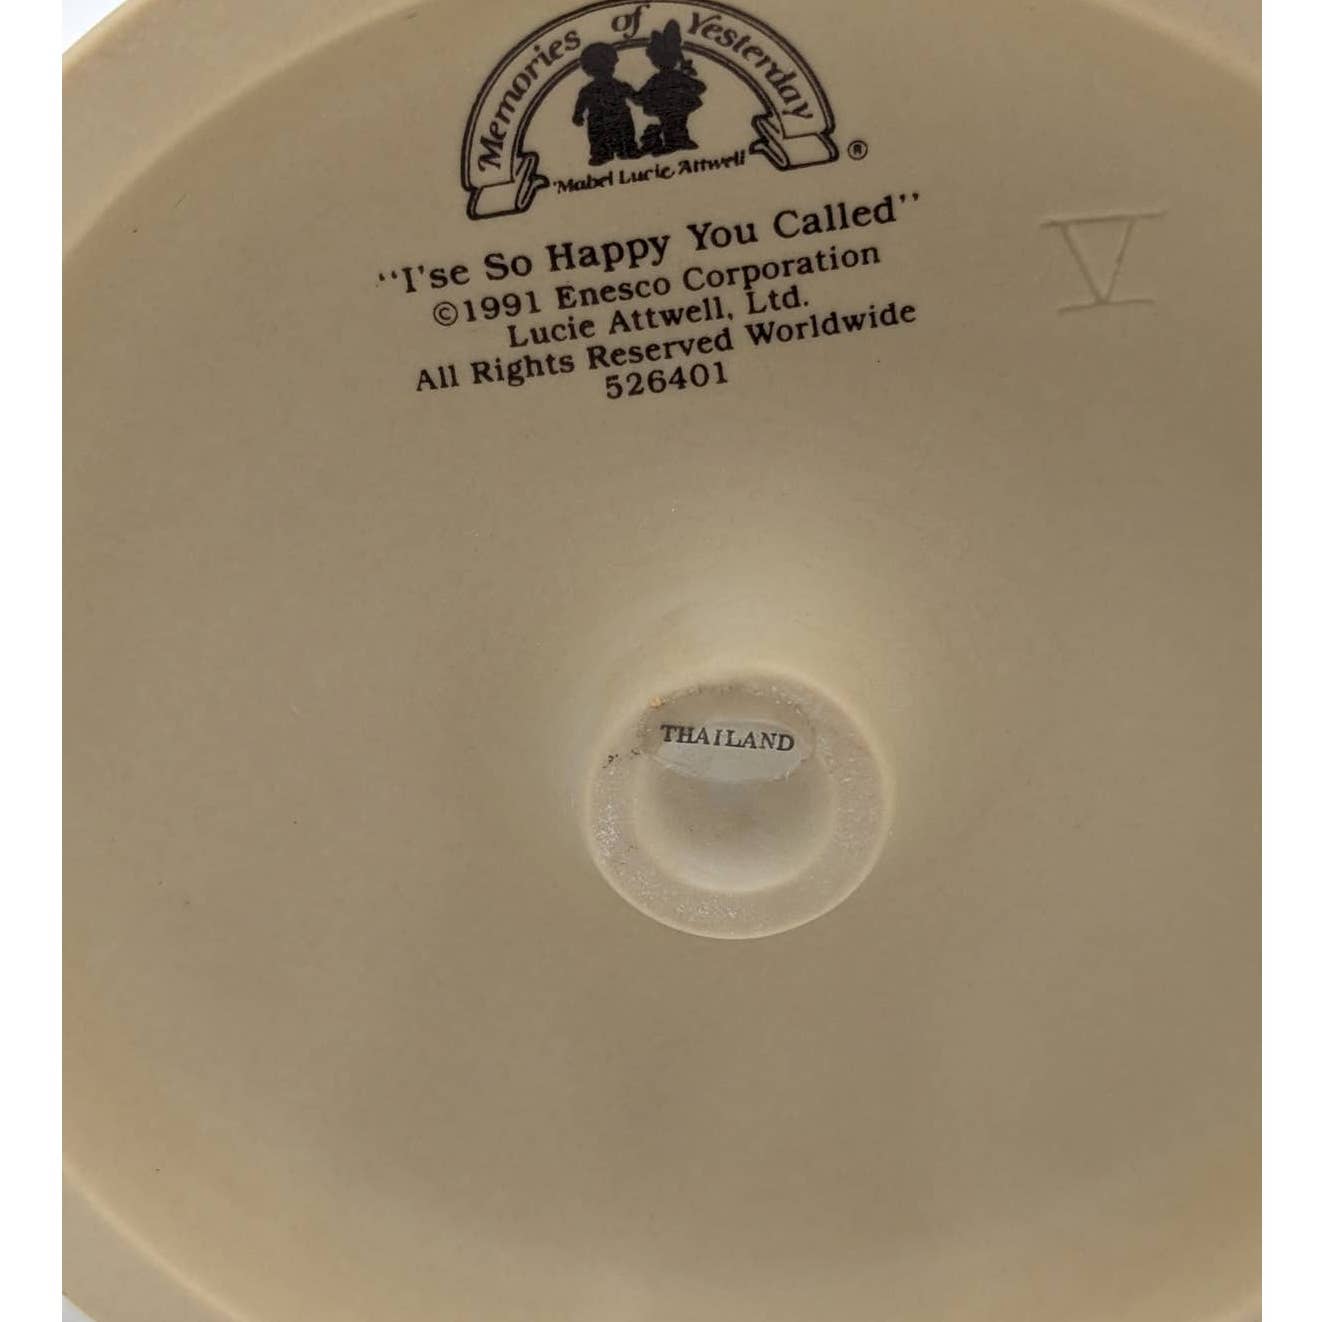 Memories of Yesterday
Mabel Lucie Attwell ®
"I'se So Happy You Called"
©1991 Enesco Corporation
Lucie Attwell, Ltd.
All Rights Reserved Worldwide
526401
V
THAILAND